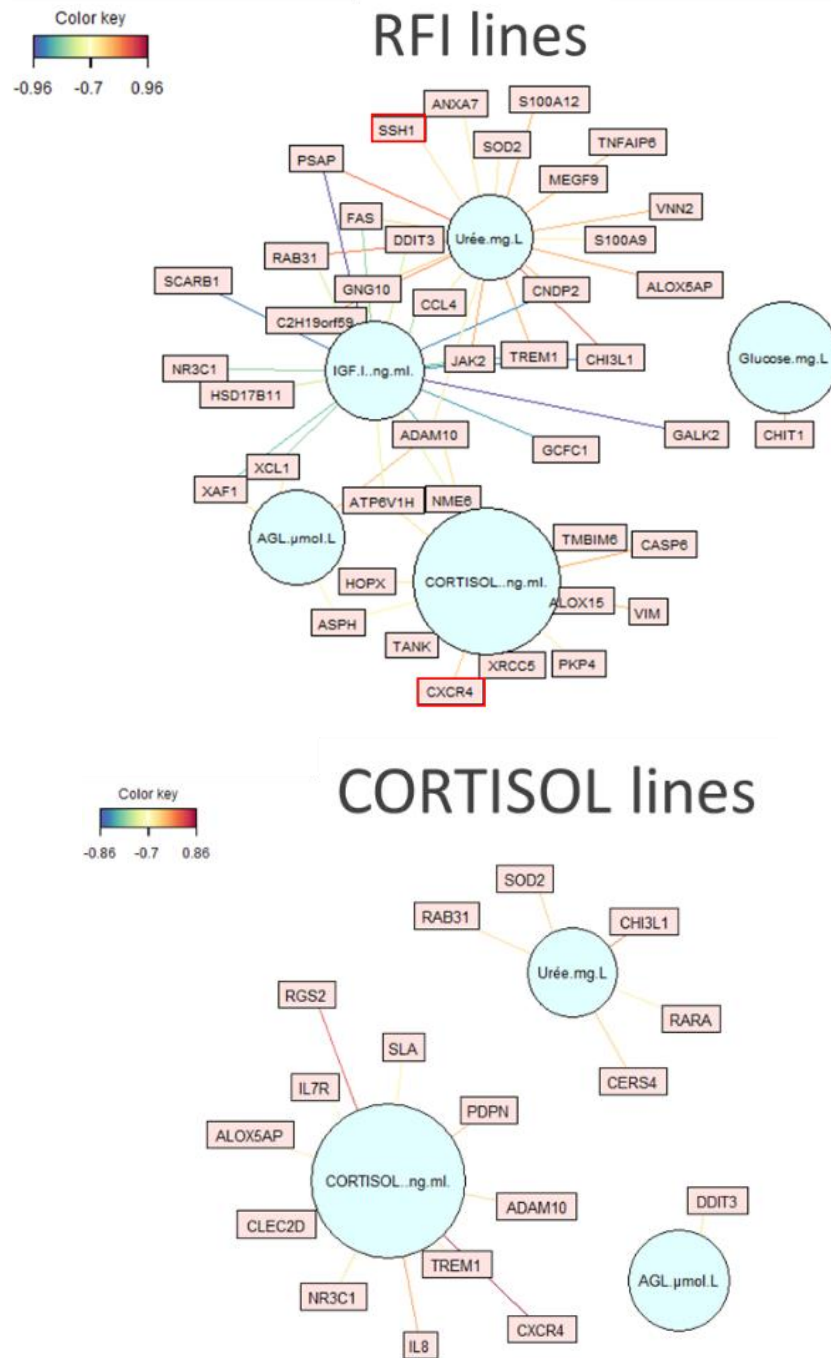 Color key
-0.96 -0.7 0.96
RFI lines
ANXA7
S100A12
SSH1
SOD2
TNFAIP6
PSAP
MEGF9
FAS
VNN2
DDIT3
Urée.mg.L
S100A9
RAB31
SCARB1
GNG10
CNDP2
ALOX5AP
CCL4
C2H19orf59
JAK2
TREM1
CHI3L1
Glucose.mg.L
NR3C1
IGF.I..ng.ml.
HSD17B11
CHIT1
ADAM10
GALK2
GCFC1
XCL1
XAF1
ATP6V1H
NME6
AGL.µmol.L
TMBIM6
CASP6
CORTISOL..ng.ml.
HOPX
ALOX15
VIM
ASPH
TANK
XRCC5
PKP4
CXCR4
CORTISOL lines
Color key
-0.86 -0.7 0.86
SOD2
RAB31
CHI3L1
Urée.mg.L
RGS2
RARA
SLA
CERS4
IL7R
PDPN
ALOX5AP
CORTISOL..ng.ml.
DDIT3
ADAM10
CLEC2D
TREM1
AGL.µmol.L
NR3C1
CXCR4
IL8